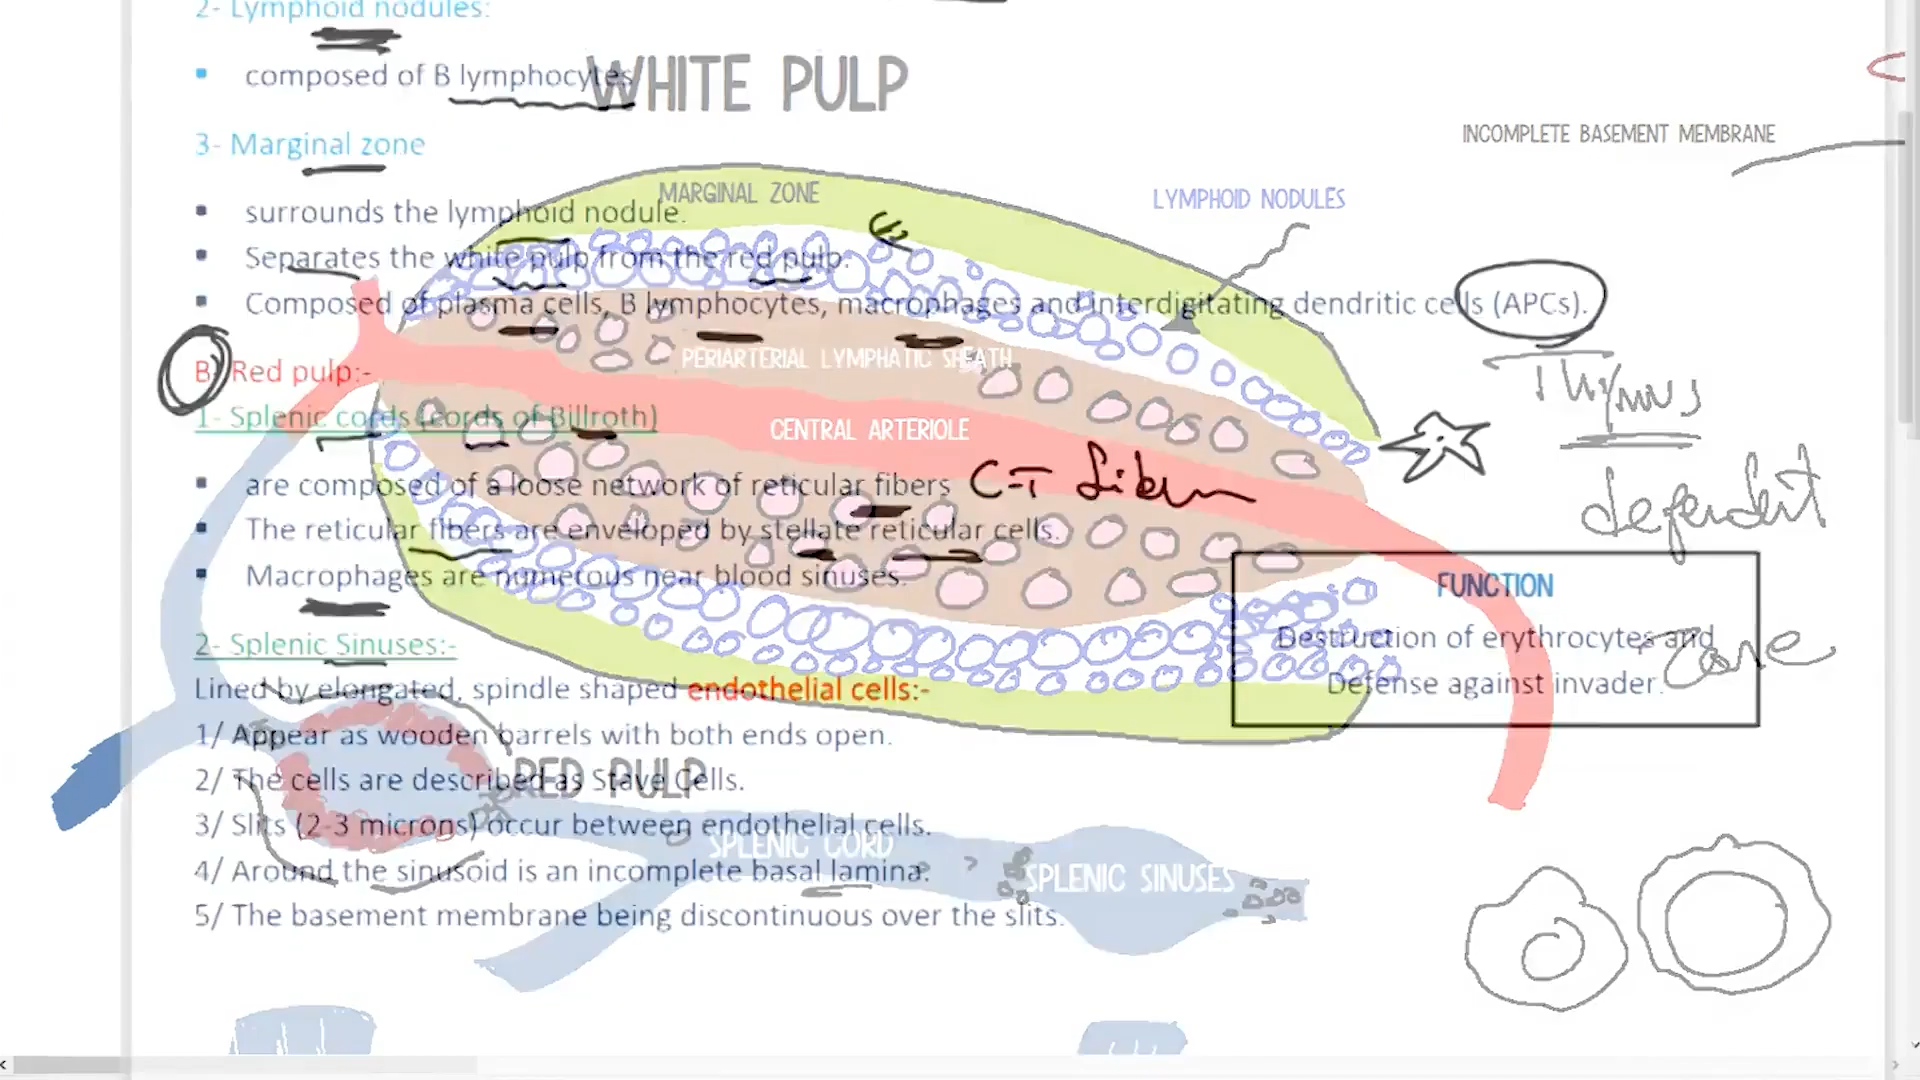 2- Lymphoid nodules:
composed of B lymphocytes
WHITE PULP
3- Marginal zone
INCOMPLETE BASEMENT MEMBRANE
MARGINAL ZONE
LYMPHOID NODULES
surrounds the lymphoid nodule.
Separates the white pulp from the red pulp.
Composed of plasma cells, B lymphocytes, macrophages and interdigitating dendritic cells (APCs).
PERIARTERIAL LYMPHATIC SHEATH
B- Red pulp:-
Thymus
1- Splenic cords (cords of Billroth)
CENTRAL ARTERIOLE
are composed of a loose network of reticular fibers
C-T fiber
dependent
The reticular fibers are enveloped by stellate reticular cells.
Macrophages are numerous near blood sinuses.
FUNCTION
2- Splenic Sinuses:-
Destruction of erythrocytes and
Zone
Lined by elongated, spindle shaped endothelial cells:-
Defense against invader.
1/ Appear as wooden barrels with both ends open.
2/ The cells are described as Stave Cells.
RED PULP
3/ Slits (2-3 microns) occur between endothelial cells.
SPLENIC CORD
4/ Around the sinusoid is an incomplete basal lamina.
SPLENIC SINUSES
5/ The basement membrane being discontinuous over the slits.